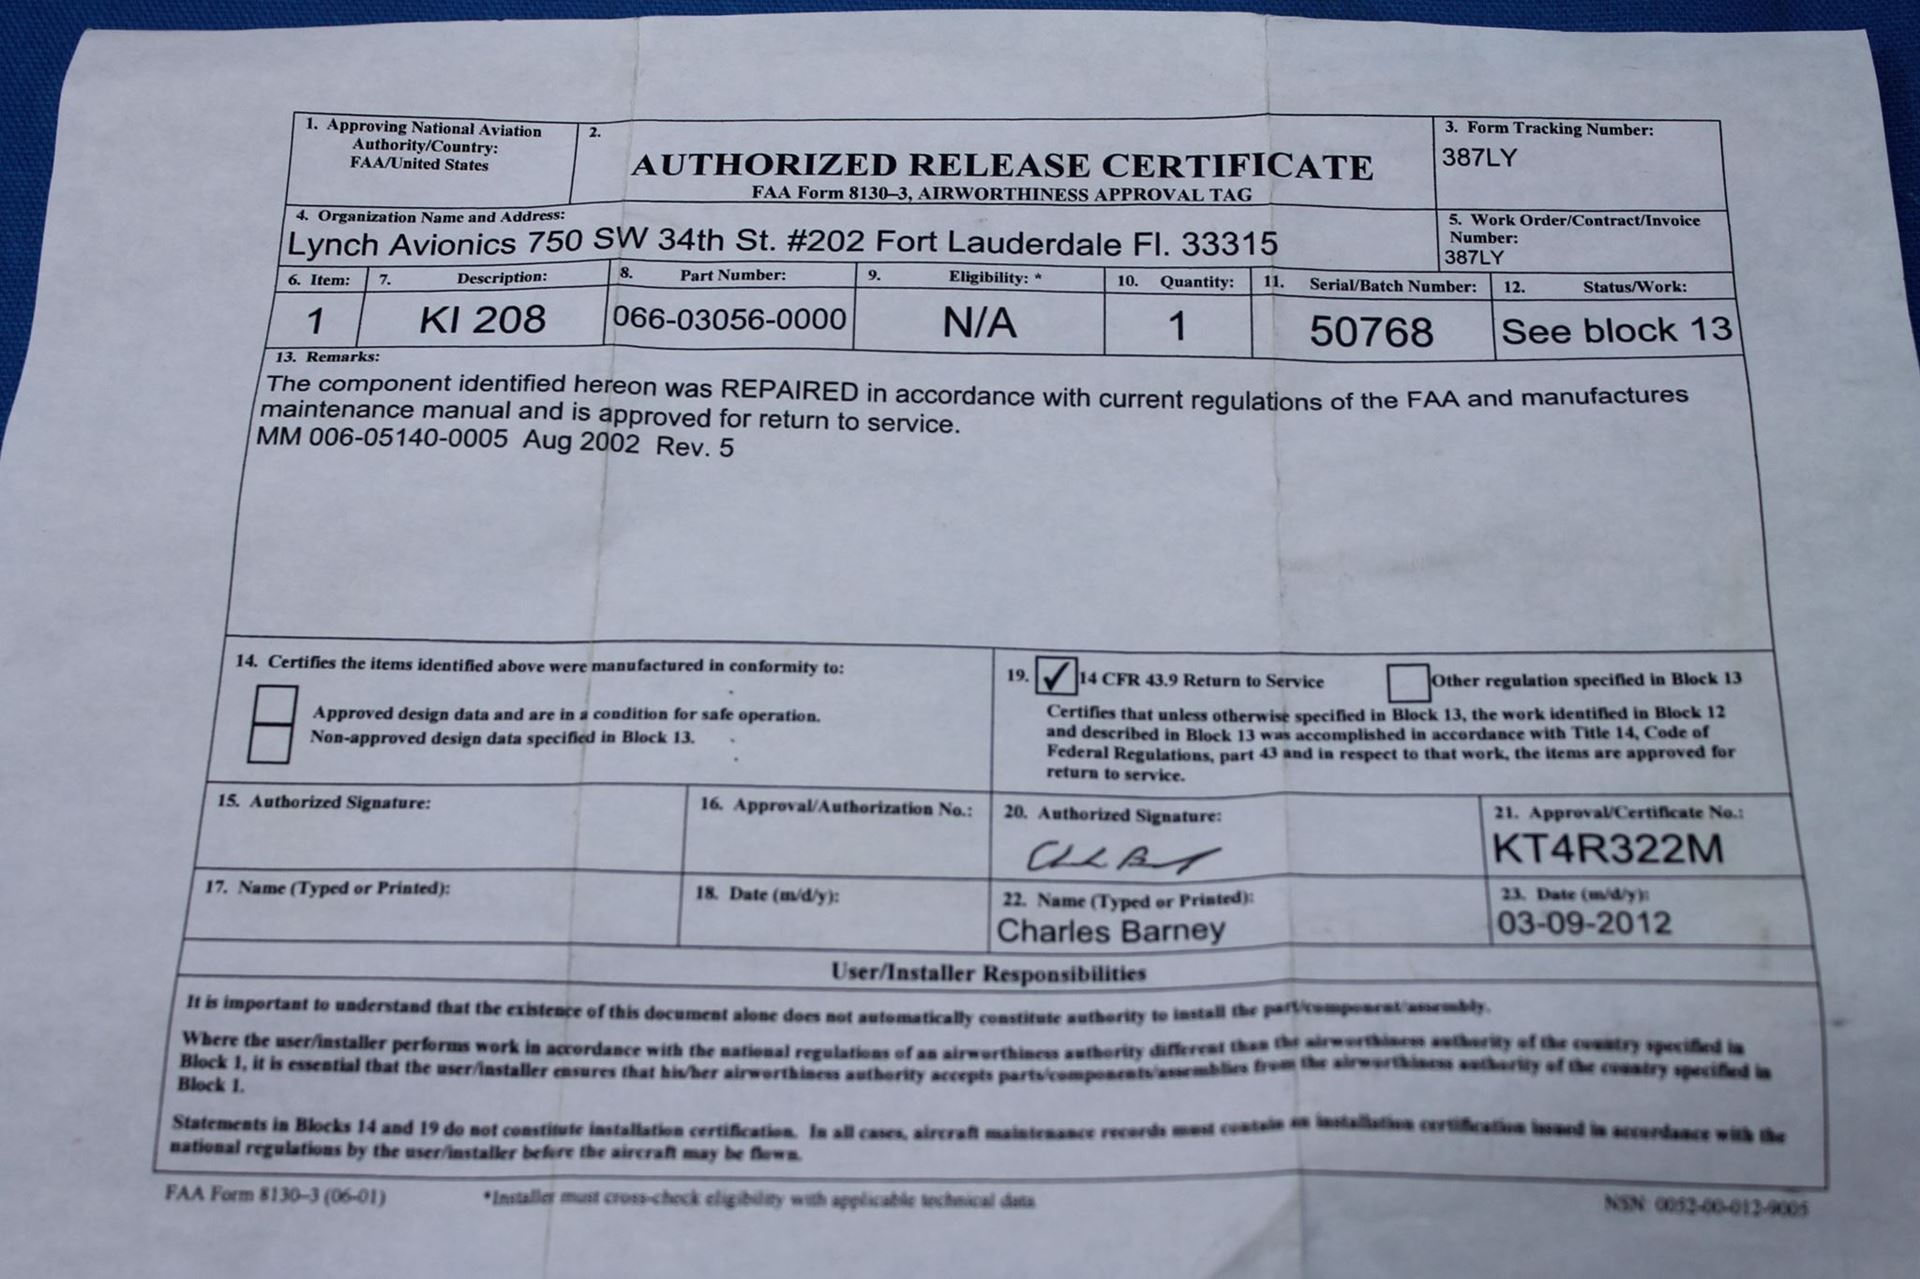 1. Approving National Aviation
Authority/Country:
FAA/United States
2.
AUTHORIZED RELEASE CERTIFICATE
FAA Form 8130–3, AIRWORTHINESS APPROVAL TAG
3. Form Tracking Number:
387LY
4. Organization Name and Address:
Lynch Avionics 750 SW 34th St. #202 Fort Lauderdale Fl. 33315
5. Work Order/Contract/Invoice
Number:
387LY
6. Item:
1
7. Description:
KI 208
8. Part Number:
066-03056-0000
9. Eligibility: *
N/A
10. Quantity:
1
11. Serial/Batch Number:
50768
12. Status/Work:
See block 13
13. Remarks:
The component identified hereon was REPAIRED in accordance with current regulations of the FAA and manufactures
maintenance manual and is approved for return to service.
MM 006-05140-0005 Aug 2002 Rev. 5
14. Certifies the items identified above were manufactured in conformity to:
Approved design data and are in a condition for safe operation.
Non-approved design data specified in Block 13.
19. ✓ 14 CFR 43.9 Return to Service
Other regulation specified in Block 13
Certifies that unless otherwise specified in Block 13, the work identified in Block 12
and described in Block 13 was accomplished in accordance with Title 14, Code of
Federal Regulations, part 43 and in respect to that work, the items are approved for
return to service.
15. Authorized Signature:
16. Approval/Authorization No.:
20. Authorized Signature:
21. Approval/Certificate No.:
KT4R322M
17. Name (Typed or Printed):
18. Date (m/d/y):
22. Name (Typed or Printed):
Charles Barney
23. Date (m/d/y):
03-09-2012
User/Installer Responsibilities
It is important to understand that the existence of this document alone does not automatically constitute authority to install the part/component/assembly.
Where the user/installer performs work in accordance with the national regulations of an airworthiness authority different than the airworthiness authority of the country specified in
Block 1, it is essential that the user/installer ensures that his/her airworthiness authority accepts parts/components/assemblies from the airworthiness authority of the country specified in
Block 1.
Statements in Blocks 14 and 19 do not constitute installation certification. In all cases, aircraft maintenance records must contain an installation certification issued in accordance with the
national regulations by the user/installer before the aircraft may be flown.
FAA Form 8130–3 (06-01)
*Installer must cross-check eligibility with applicable technical data
NSN: 0052-00-012-9005